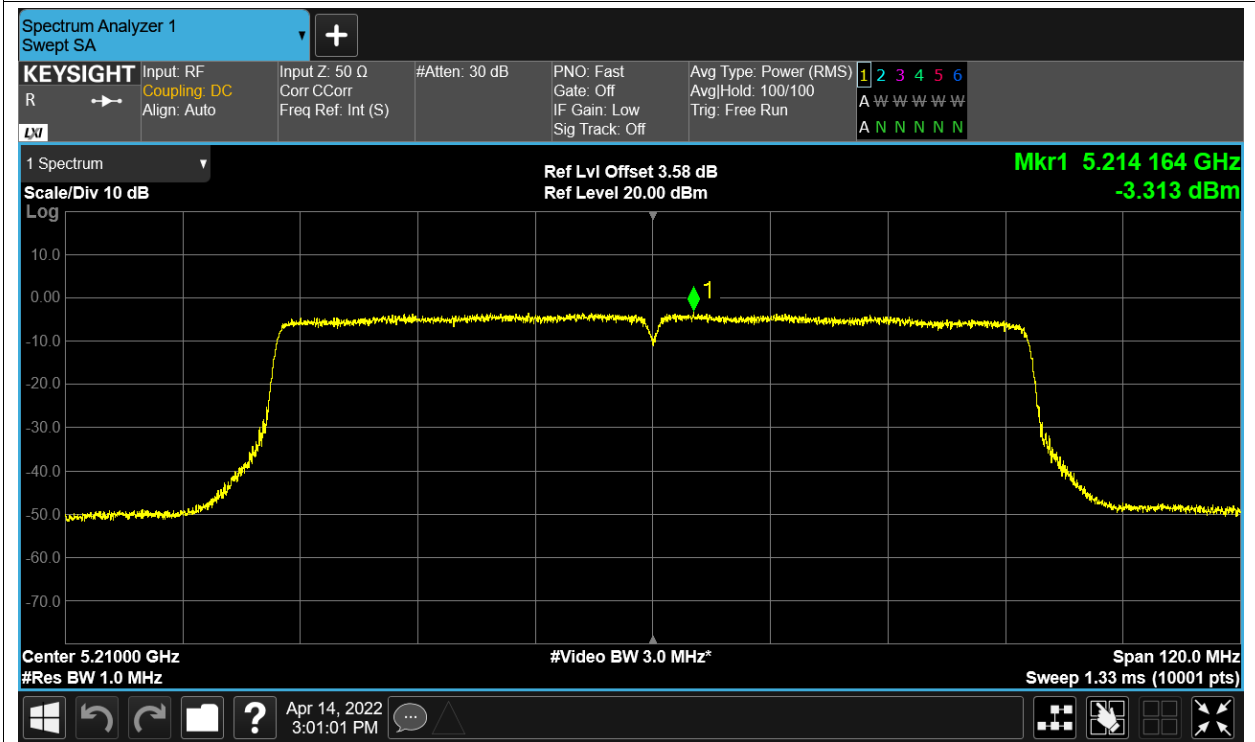 Spectrum Analyzer 1
Swept SA
KEYSIGHT
R
LXI
Input: RF
Coupling: DC
Align: Auto
Input Z: 50 Ω
Corr CCorr
Freq Ref: Int (S)
#Atten: 30 dB
PNO: Fast
Gate: Off
IF Gain: Low
Sig Track: Off
Avg Type: Power (RMS)
Avg|Hold: 100/100
Trig: Free Run
1 2 3 4 5 6
A W W W W W
A N N N N N
1 Spectrum
Scale/Div 10 dB
Log
Ref Lvl Offset 3.58 dB
Ref Level 20.00 dBm
Mkr1 5.214 164 GHz
-3.313 dBm
10.0
0.00
-10.0
-20.0
-30.0
-40.0
-50.0
-60.0
-70.0
1
Center 5.21000 GHz
#Res BW 1.0 MHz
#Video BW 3.0 MHz*
Span 120.0 MHz
Sweep 1.33 ms (10001 pts)
?
Apr 14, 2022
3:01:01 PM